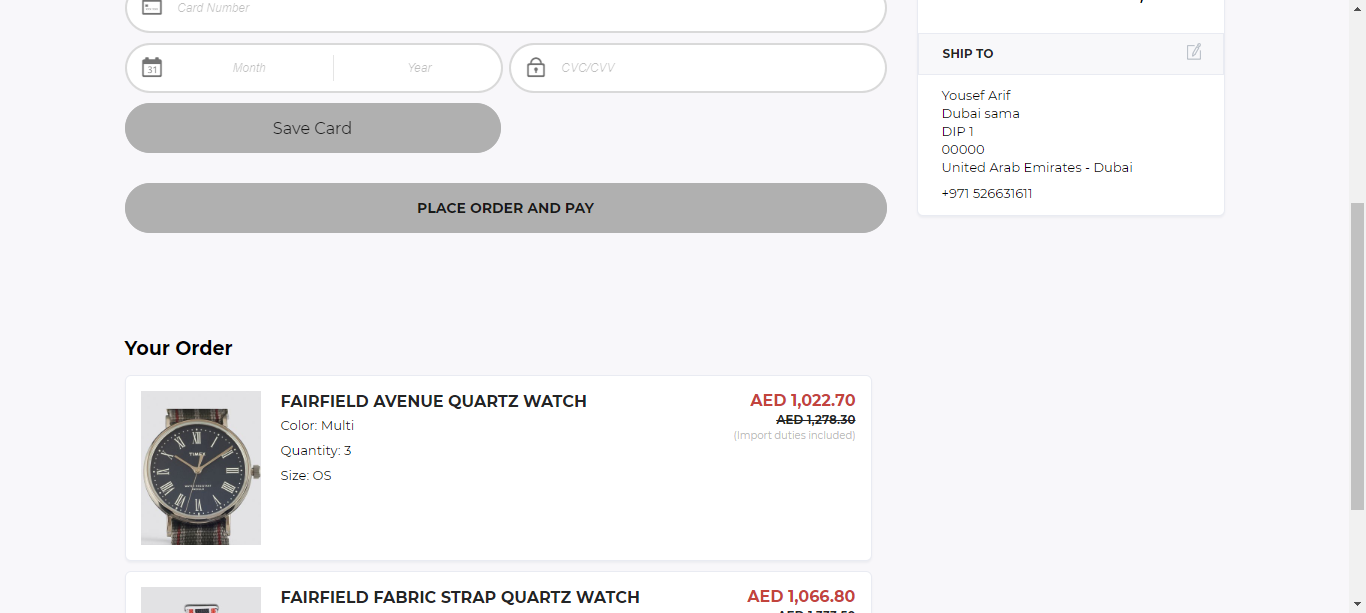 Card Number
31
Month
Year
CVC/CVV
Save Card
PLACE ORDER AND PAY
SHIP TO
Yousef Arif
Dubai sama
DIP 1
00000
United Arab Emirates - Dubai
+971 526631611
Your Order
FAIRFIELD AVENUE QUARTZ WATCH
Color: Multi
Quantity: 3
Size: OS
AED 1,022.70
AED 1,278.30
(Import duties included)
TIMEX
FAIRFIELD FABRIC STRAP QUARTZ WATCH
AED 1,066.80